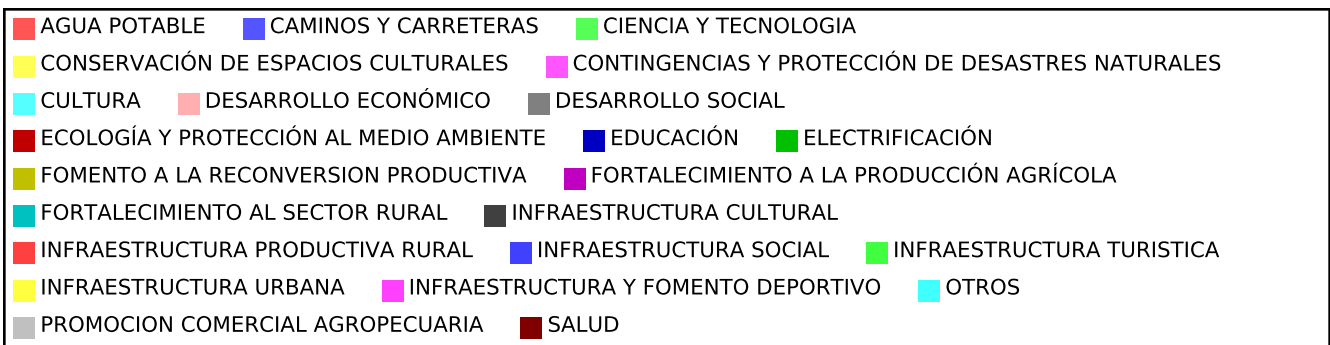 AGUA POTABLE CAMINOS Y CARRETERAS CIENCIA Y TECNOLOGIA
CONSERVACIÓN DE ESPACIOS CULTURALES CONTINGENCIAS Y PROTECCIÓN DE DESASTRES NATURALES
CULTURA DESARROLLO ECONÓMICO DESARROLLO SOCIAL
ECOLOGÍA Y PROTECCIÓN AL MEDIO AMBIENTE EDUCACIÓN ELECTRIFICACIÓN
FOMENTO A LA RECONVERSION PRODUCTIVA FORTALECIMIENTO A LA PRODUCCIÓN AGRÍCOLA
FORTALECIMIENTO AL SECTOR RURAL INFRAESTRUCTURA CULTURAL
INFRAESTRUCTURA PRODUCTIVA RURAL INFRAESTRUCTURA SOCIAL INFRAESTRUCTURA TURISTICA
INFRAESTRUCTURA URBANA INFRAESTRUCTURA Y FOMENTO DEPORTIVO OTROS
PROMOCION COMERCIAL AGROPECUARIA SALUD